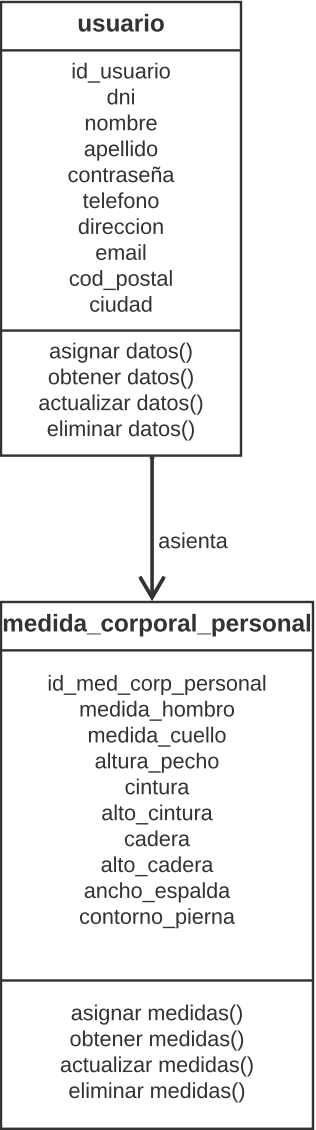 usuario
id_usuario
dni
nombre
apellido
contraseña
telefono
direccion
email
cod_postal
ciudad
asignar datos()
obtener datos()
actualizar datos()
eliminar datos()
asienta
medida_corporal_personal
id_med_corp_personal
medida_hombro
medida_cuello
altura_pecho
cintura
alto_cintura
cadera
alto_cadera
ancho_espalda
contorno_pierna
asignar medidas()
obtener medidas()
actualizar medidas()
eliminar medidas()